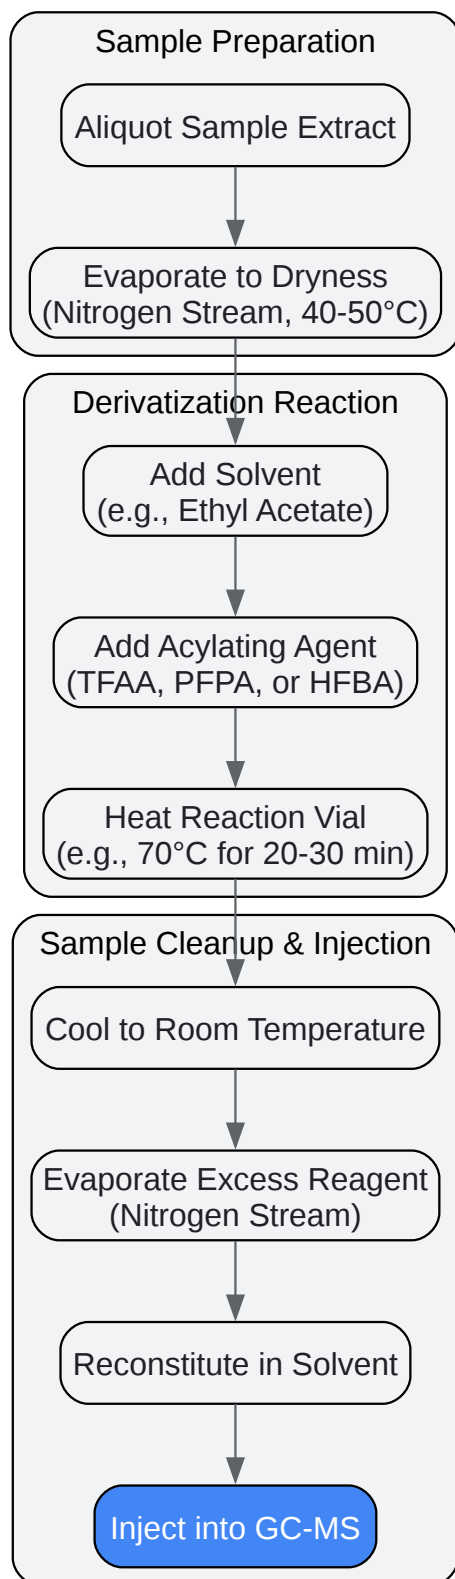 Sample Preparation
Aliquot Sample Extract
Evaporate to Dryness
(Nitrogen Stream, 40-50°C)
Derivatization Reaction
Add Solvent
(e.g., Ethyl Acetate)
Add Acylating Agent
(TFAA, PFPA, or HFBA)
Heat Reaction Vial
(e.g., 70°C for 20-30 min)
Sample Cleanup & Injection
Cool to Room Temperature
Evaporate Excess Reagent
(Nitrogen Stream)
Reconstitute in Solvent
Inject into GC-MS